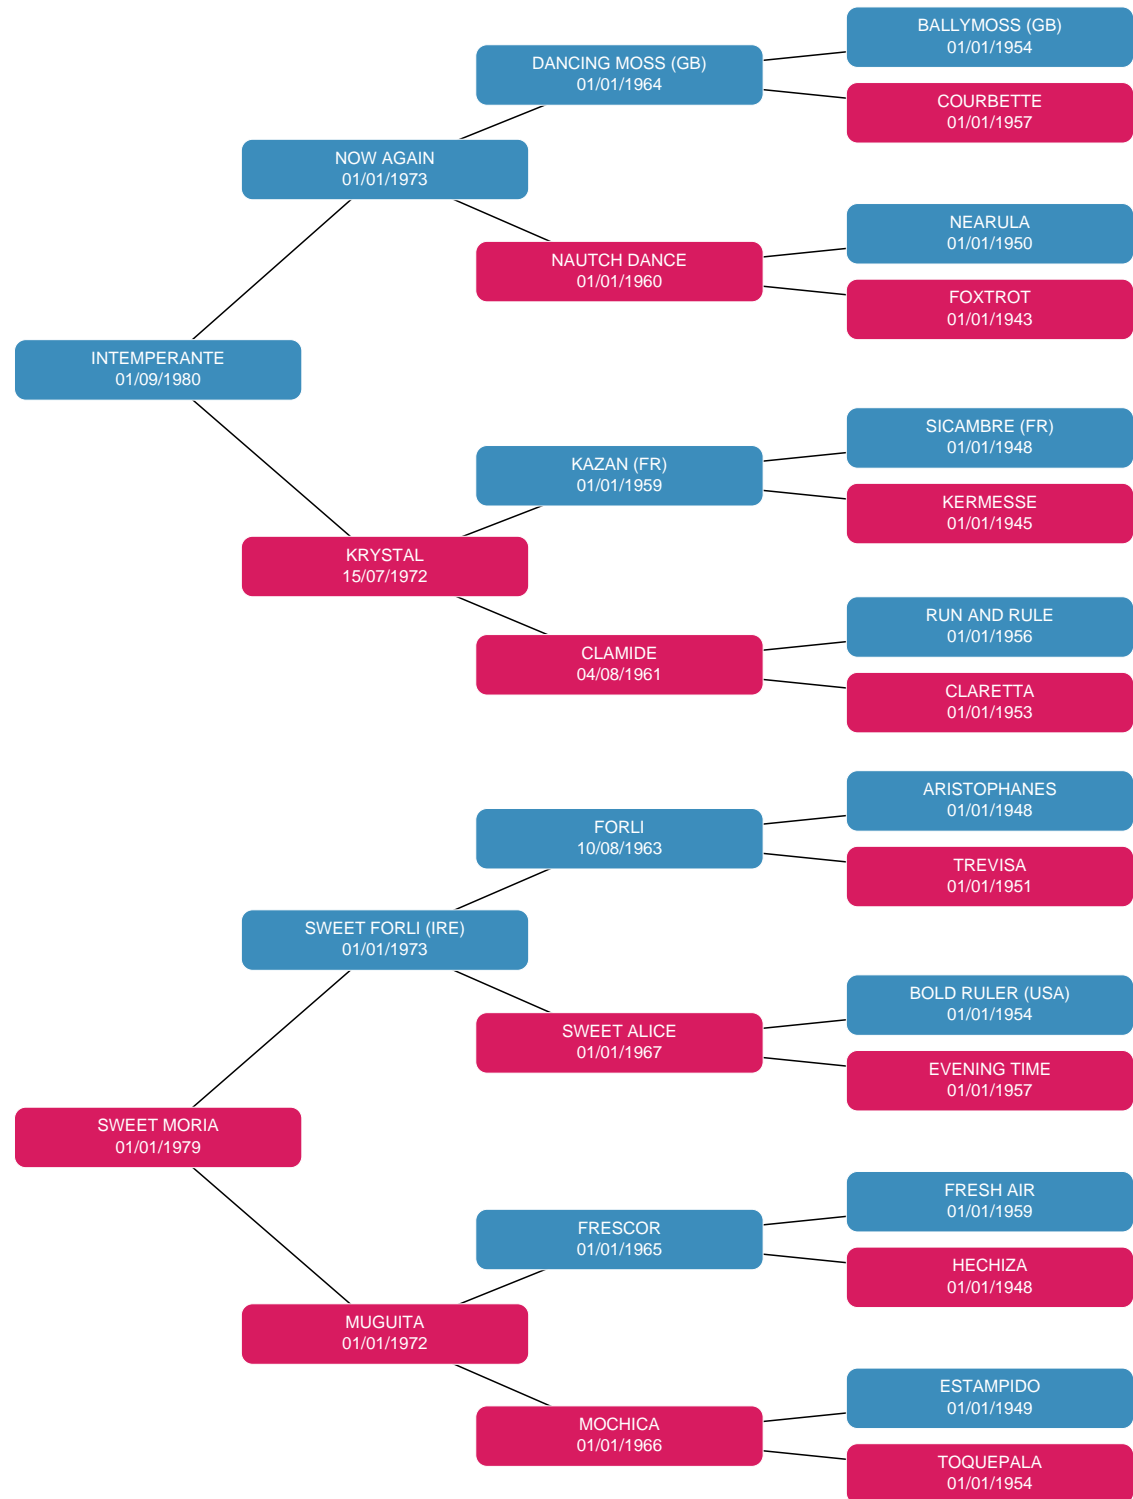 BALLYMOSS (GB)
01/01/1954
DANCING MOSS (GB)
01/01/1964
COURBETTE
01/01/1957
NOW AGAIN
01/01/1973
NEARULA
01/01/1950
NAUTCH DANCE
01/01/1960
FOXTROT
01/01/1943
INTEMPERANTE
01/09/1980
SICAMBRE (FR)
01/01/1948
KAZAN (FR)
01/01/1959
KERMESSE
01/01/1945
KRYSTAL
15/07/1972
RUN AND RULE
01/01/1956
CLAMIDE
04/08/1961
CLARETTA
01/01/1953
ARISTOPHANES
01/01/1948
FORLI
10/08/1963
TREVISA
01/01/1951
SWEET FORLI (IRE)
01/01/1973
BOLD RULER (USA)
01/01/1954
SWEET ALICE
01/01/1967
EVENING TIME
01/01/1957
SWEET MORIA
01/01/1979
FRESH AIR
01/01/1959
FRESCOR
01/01/1965
HECHIZA
01/01/1948
MUGUITA
01/01/1972
ESTAMPIDO
01/01/1949
MOCHICA
01/01/1966
TOQUEPALA
01/01/1954